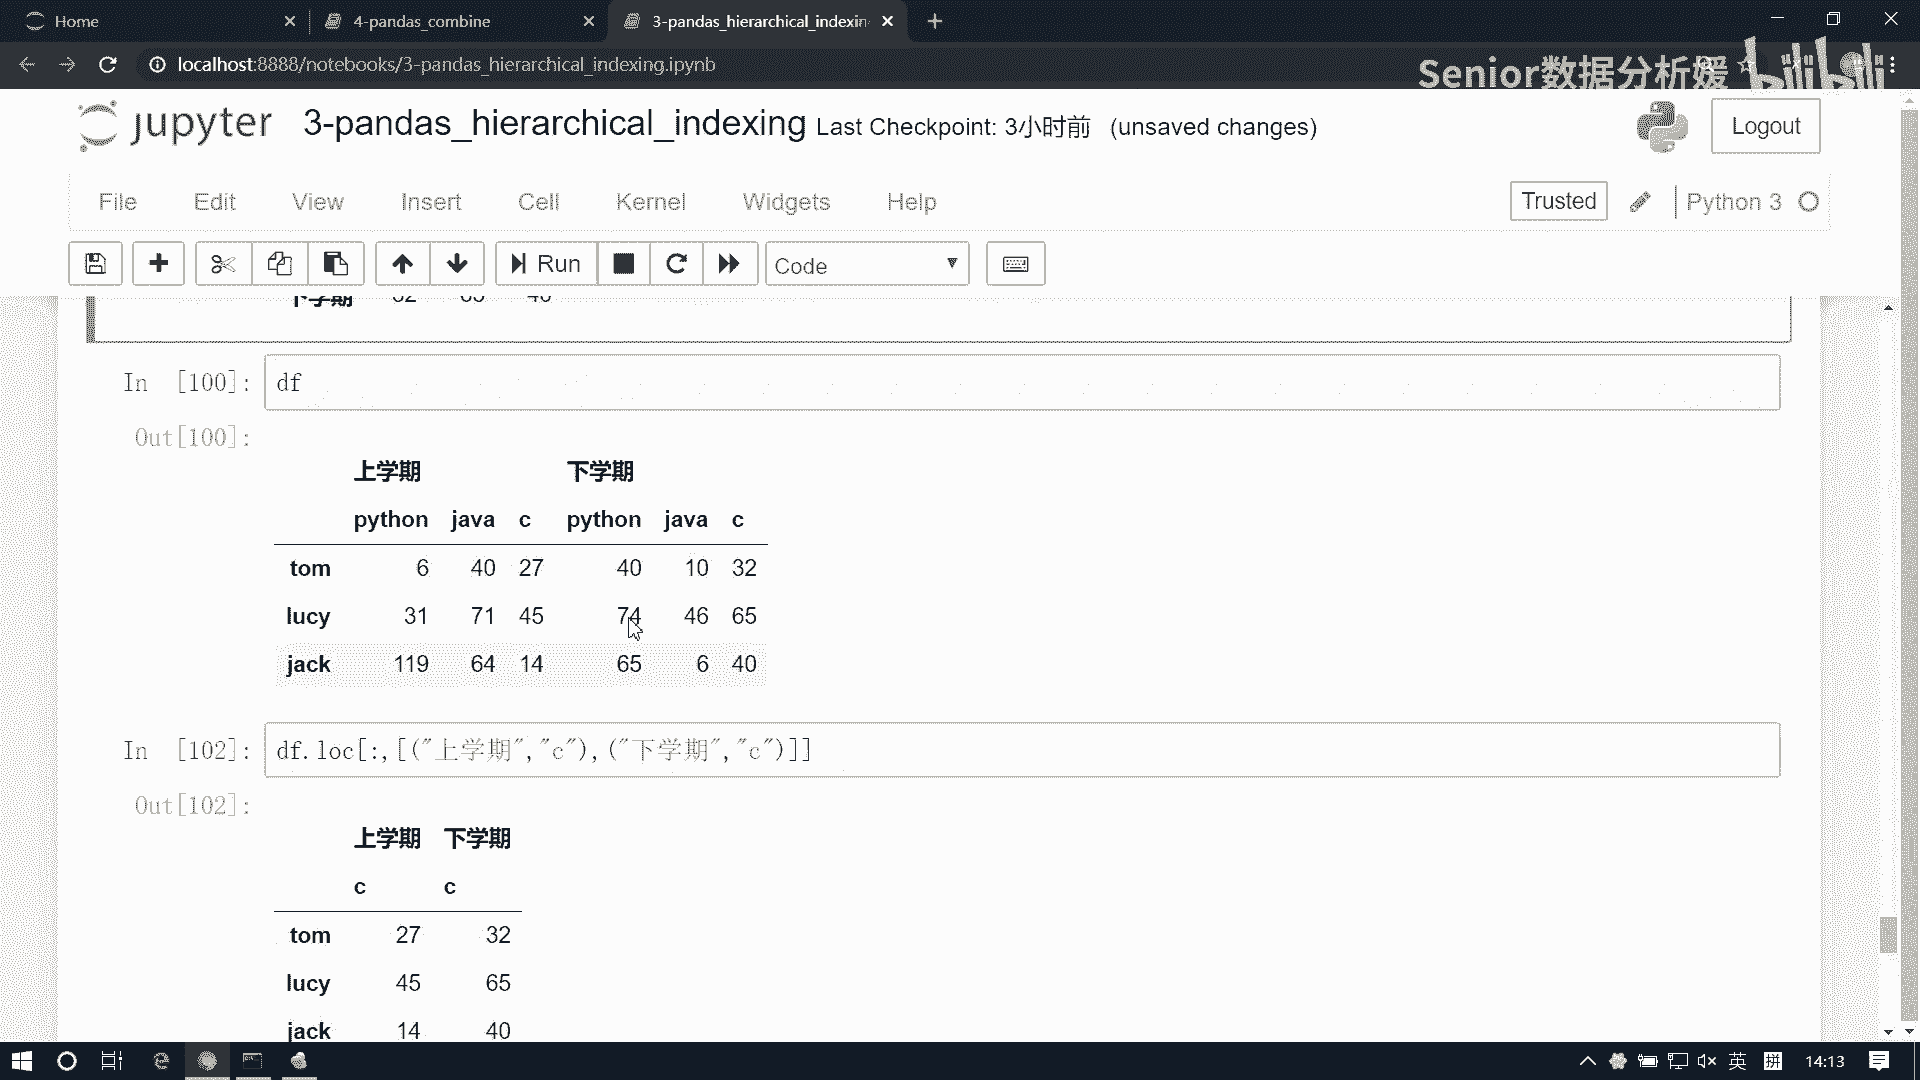 Home
4-pandas_combine
3-pandas_hierarchical_indexin
localhost:8888/notebooks/3-pandas_hierarchical_indexing.ipynb
Senior数据分析媛 bilibili
jupyter 3-pandas_hierarchical_indexing Last Checkpoint: 3小时前 (unsaved changes)
Logout
File Edit View Insert Cell Kernel Widgets Help
Trusted Python 3
Run Code
下学期
In [100]: df
Out[100]:
上学期 下学期
python java c python java c
tom 6 40 27 40 10 32
lucy 31 71 45 74 46 65
jack 119 64 14 65 6 40
In [102]: df.loc[:,[("上学期","c"),("下学期","c")]]
Out[102]:
上学期 下学期
c c
tom 27 32
lucy 45 65
jack 14 40
英 拼 14:13